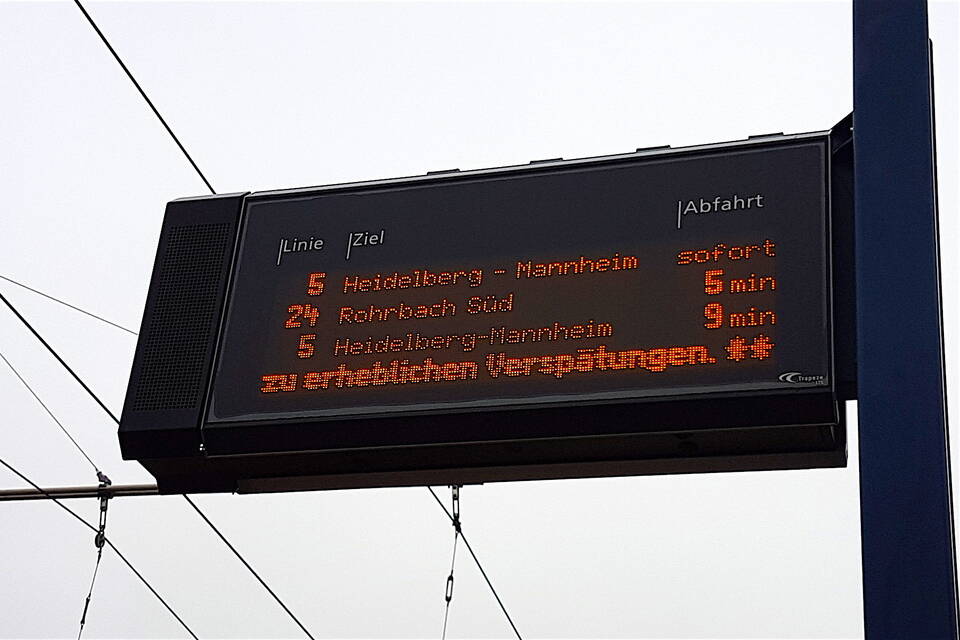 Linie Ziel Abfahrt
5 Heidelberg - Mannheim sofort
24 Rohrbach Süd 5 min
5 Heidelberg-Mannheim 9 min
zu erheblichen Verspätungen. **
Trapeze